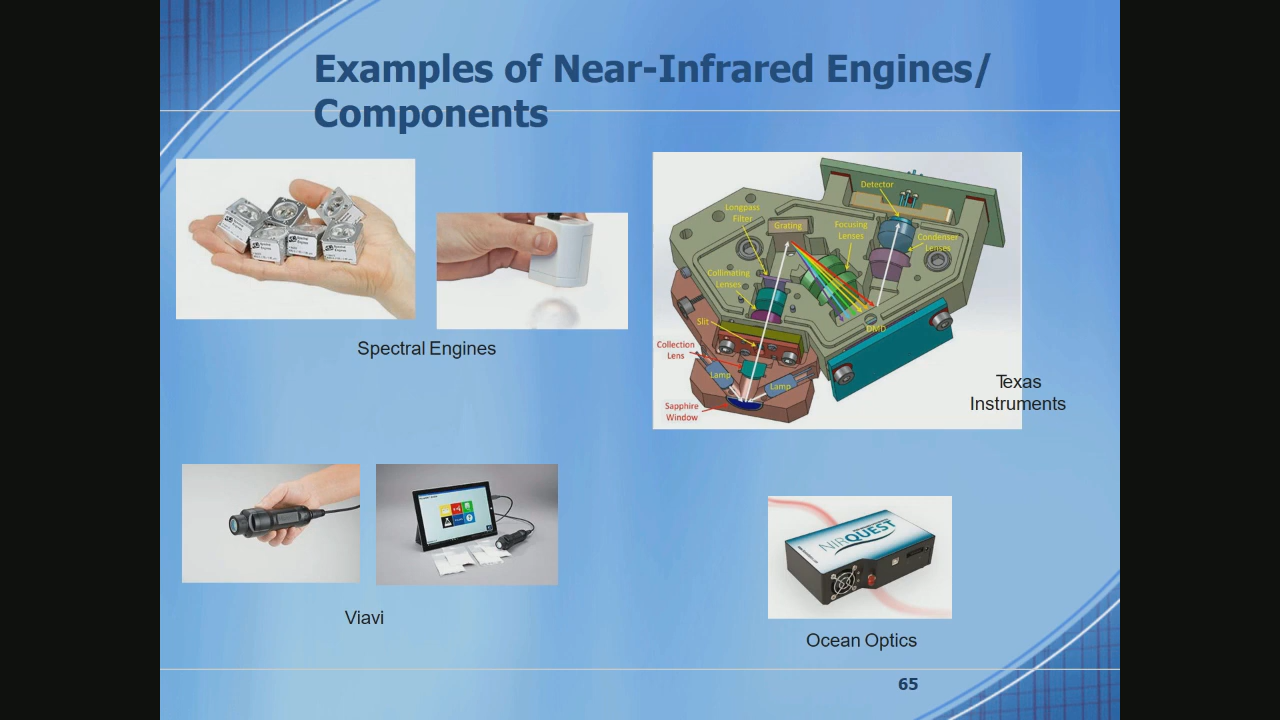 Examples of Near-Infrared Engines/
Components
Spectral Engines
Detector
Longpass
Filter
Grating
Focusing
Lenses
Condenser
Lenses
Collimating
Lenses
Slit
DMD
Collection
Lens
Lamp
Lamp
Sapphire
Window
Texas
Instruments
Viavi
NIRQUEST
Ocean Optics
65